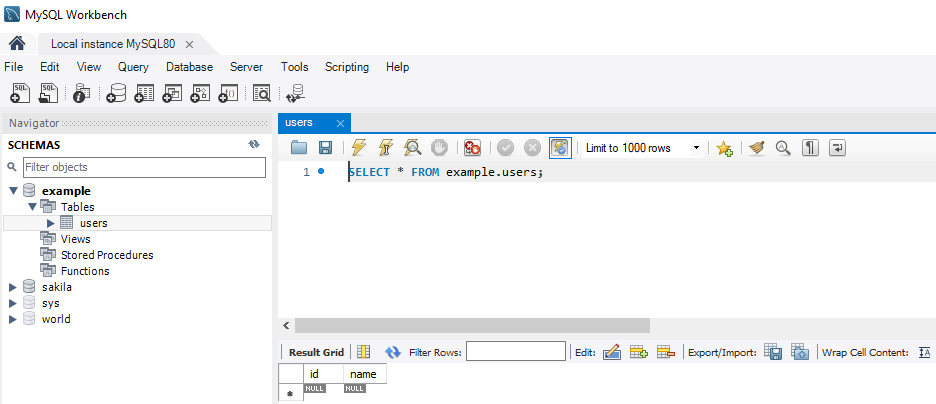 MySQL Workbench
Local instance MySQL80
File Edit View Query Database Server Tools Scripting Help
Navigator
SCHEMAS
Filter objects
example
Tables
users
Views
Stored Procedures
Functions
sakila
sys
world
users
Limit to 1000 rows
1 SELECT * FROM example.users;
Result Grid Filter Rows: Edit: Export/Import: Wrap Cell Content:
id name
NULL NULL